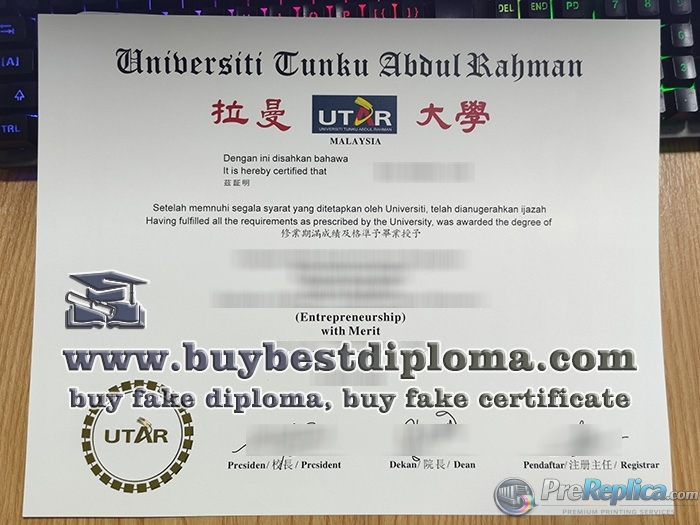 DEL END PD 9
[A]
TRL
Universiti Tunku Abdul Rahman
拉曼 UTAR 大學
UNIVERSITI TUNKU ABDUL RAHMAN
MALAYSIA
Dengan ini disahkan bahawa
It is hereby certified that
茲証明
Setelah memnuhi segala syarat yang ditetapkan oleh Universiti, telah dianugerahkan ijazah
Having fulfilled all the requirements as prescribed by the University, was awarded the degree of
修業期滿成績及格準予畢業授予
(Entrepreneurship)
with Merit
www.buybestdiploma.com
buy fake diploma, buy fake certificate
UTAR
Presiden/校長/President Dekan/院長/Dean Pendaftar/注册主任/Registrar
PreReplica.com
PREMIUM PRINTING SERVICES